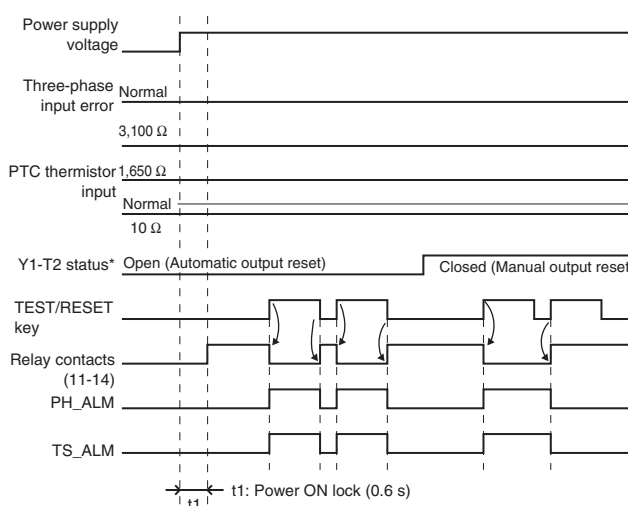 Power supply
voltage
Three-phase
input error
Normal
3,100 Ω
PTC thermistor
input
1,650 Ω
Normal
10 Ω
Y1-T2 status*
Open (Automatic output reset)
Closed (Manual output reset
TEST/RESET
key
Relay contacts
(11-14)
PH_ALM
TS_ALM
t1
t1: Power ON lock (0.6 s)